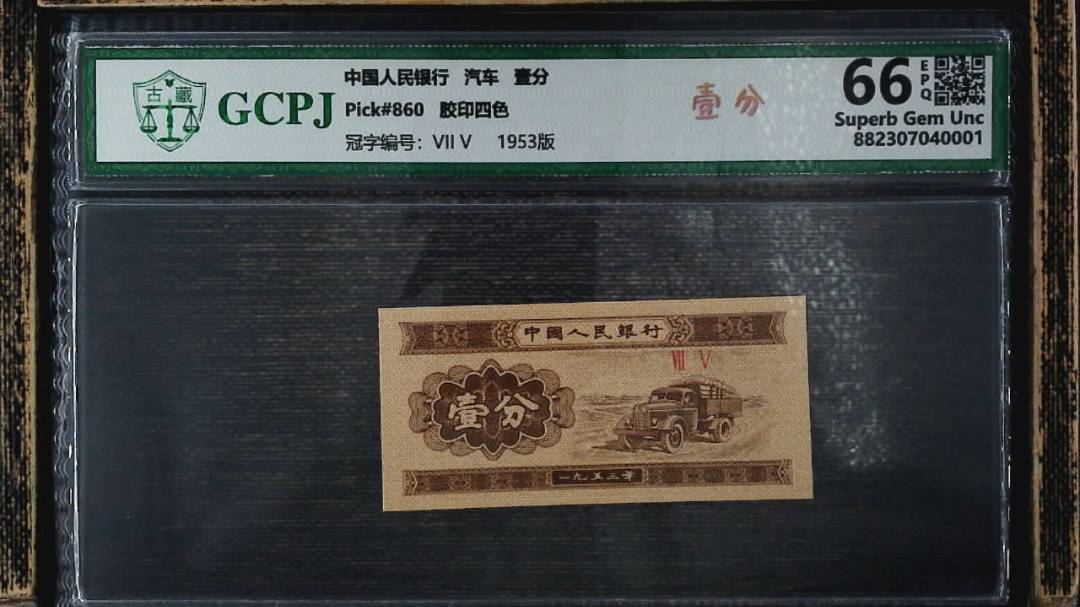 古藏
GCPJ
中国人民银行 汽车 壹分
Pick#860 胶印四色
冠字编号: VII V 1953版
壹分
66 EPQ
Superb Gem Unc
882307040001
中国人民银行
VII V
壹分
一九五三年